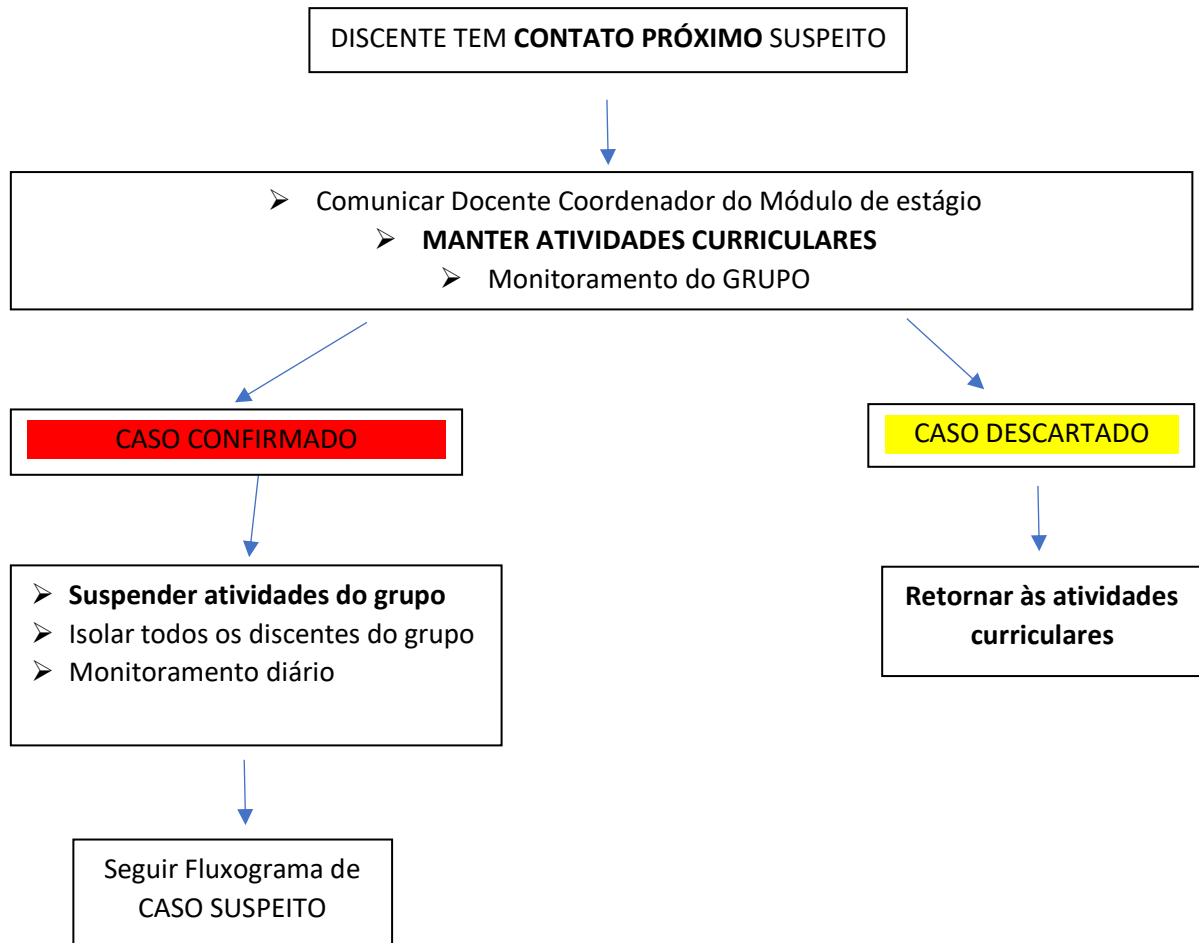 DISCENTE TEM CONTATO PRÓXIMO SUSPEITO
➢ Comunicar Docente Coordenador do Módulo de estágio
➢ MANTER ATIVIDADES CURRICULARES
➢ Monitoramento do GRUPO
CASO CONFIRMADO
CASO DESCARTADO
➢ Suspender atividades do grupo
➢ Isolar todos os discentes do grupo
➢ Monitoramento diário
Retornar às atividades
curriculares
Seguir Fluxograma de
CASO SUSPEITO